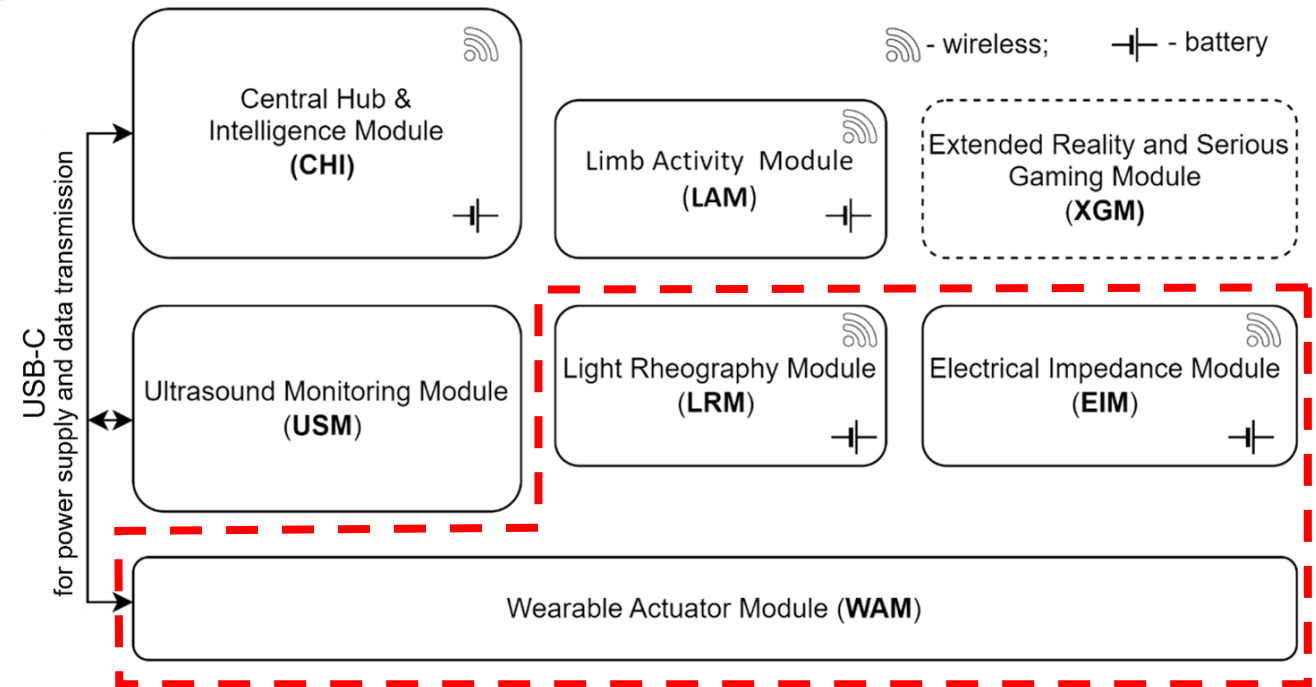 - wireless;
- battery
Central Hub &
Intelligence Module
(CHI)
Limb Activity Module
(LAM)
Extended Reality and Serious
Gaming Module
(XGM)
USB-C
for power supply and data transmission
Ultrasound Monitoring Module
(USM)
Light Rheography Module
(LRM)
Electrical Impedance Module
(EIM)
Wearable Actuator Module (WAM)